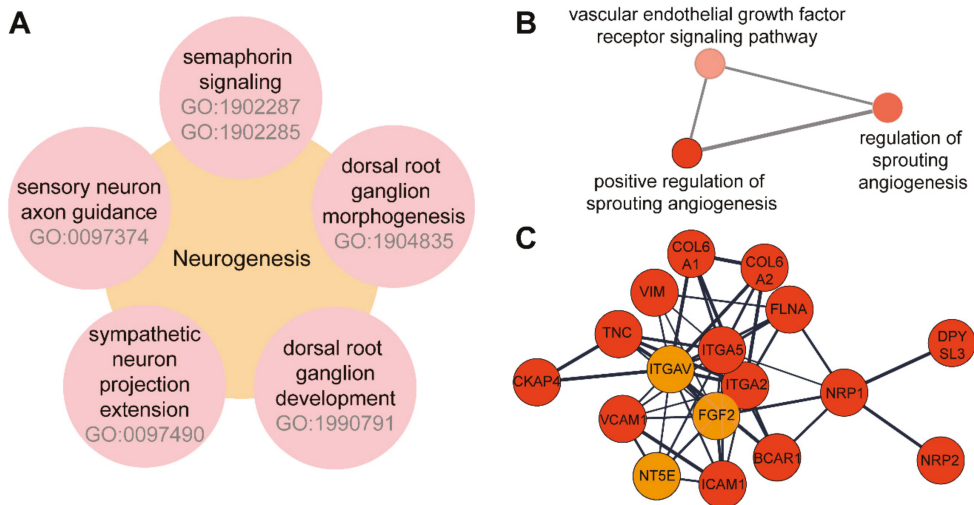 A
semaphorin
signaling
GO:1902287
GO:1902285
sensory neuron
axon guidance
GO:0097374
dorsal root
ganglion
morphogenesis
GO:1904835
Neurogenesis
sympathetic
neuron
projection
extension
GO:0097490
dorsal root
ganglion
development
GO:1990791
B
vascular endothelial growth factor
receptor signaling pathway
regulation of
sprouting
angiogenesis
positive regulation of
sprouting angiogenesis
C
COL6
A1
COL6
A2
VIM
FLNA
TNC
ITGA5
DPY
SL3
ITGAV
CKAP4
ITGA2
NRP1
VCAM1
FGF2
BCAR1
NRP2
NT5E
ICAM1